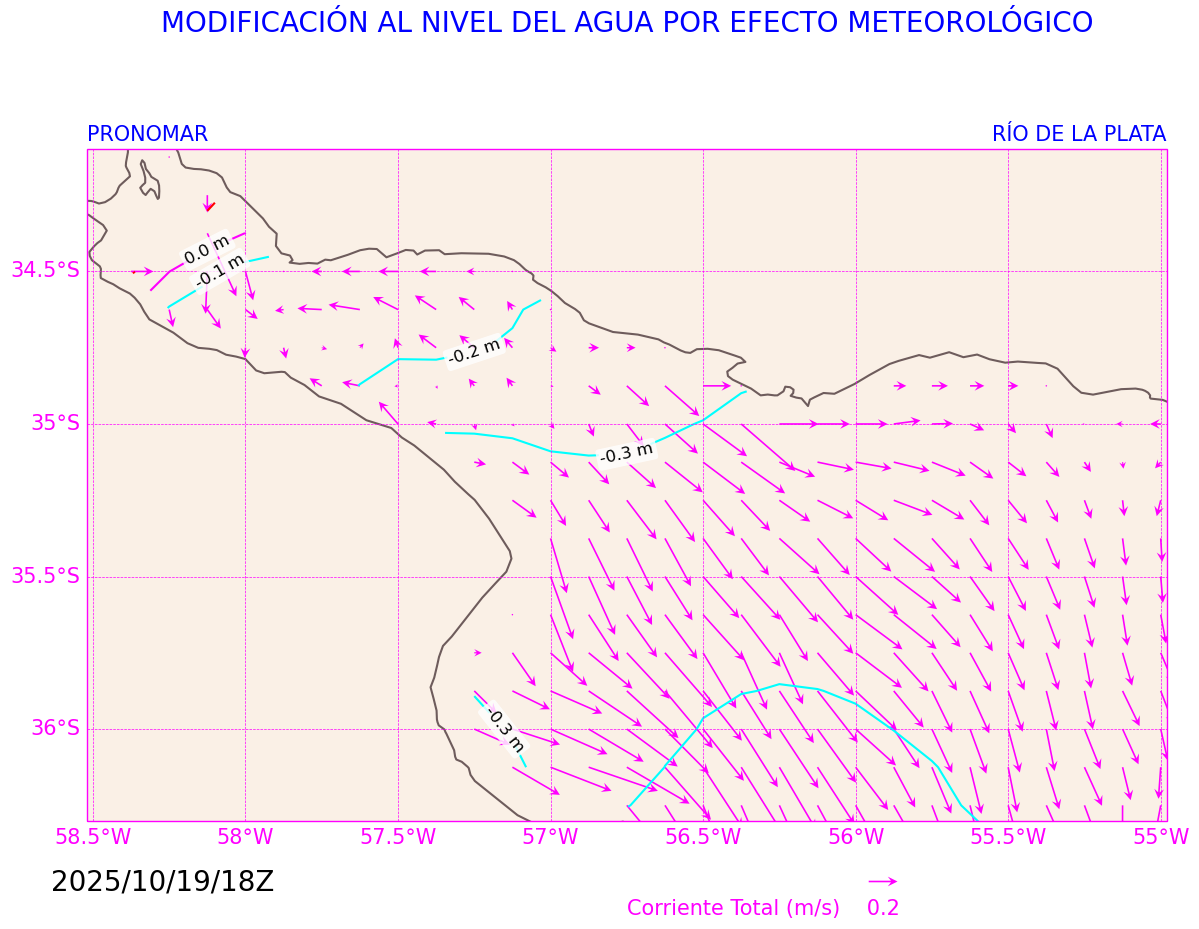 MODIFICACIÓN AL NIVEL DEL AGUA POR EFECTO METEOROLÓGICO
PRONOMAR RÍO DE LA PLATA
0.0 m
-0.1 m
34.5°S
-0.2 m
35°S
-0.3 m
35.5°S
36°S
-0.3 m
58.5°W 58°W 57.5°W 57°W 56.5°W 56°W 55.5°W 55°W
2025/10/19/18Z
Corriente Total (m/s) 0.2